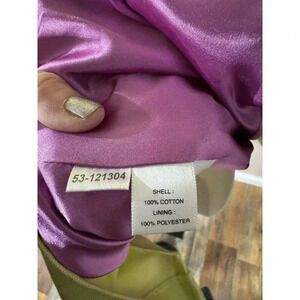 53-121304
SHELL :
100% COTTON
LINING :
100% POLYESTER